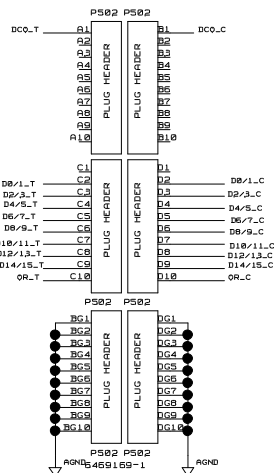 P502 P502
DCO_T A1 PLUG HEADER PLUG HEADER B1 DCO_C
A2 B2
A3 B3
A4 B4
A5 B5
A6 B6
A7 B7
A8 B8
A9 B9
A10 B10
C1 PLUG HEADER PLUG HEADER D1
D0/1_T C2 D2 D0/1_C
D2/3_T C3 D3 D2/3_C
D4/5_T C4 D4 D4/5_C
D6/7_T C5 D5 D6/7_C
D8/9_T C6 D6 D8/9_C
D10/11_T C7 D7 D10/11_C
D12/13_T C8 D8 D12/13_C
D14/15_T C9 D9 D14/15_C
OR_T C10 D10 OR_C
P502 P502
BG1 PLUG HEADER PLUG HEADER DG1
BG2 DG2
BG3 DG3
BG4 DG4
BG5 DG5
BG6 DG6
BG7 DG7
BG8 DG8
BG9 DG9
BG10 DG10
P502 P502
AGND 6469169-1 AGND